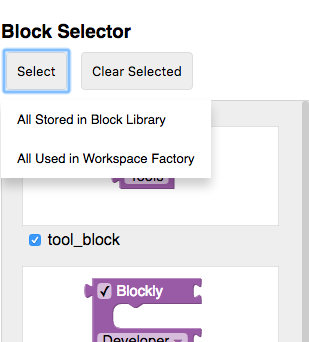 Block Selector
Select
Clear Selected
All Stored in Block Library
All Used in Workspace Factory
Tools
tool_block
Blockly
Developer